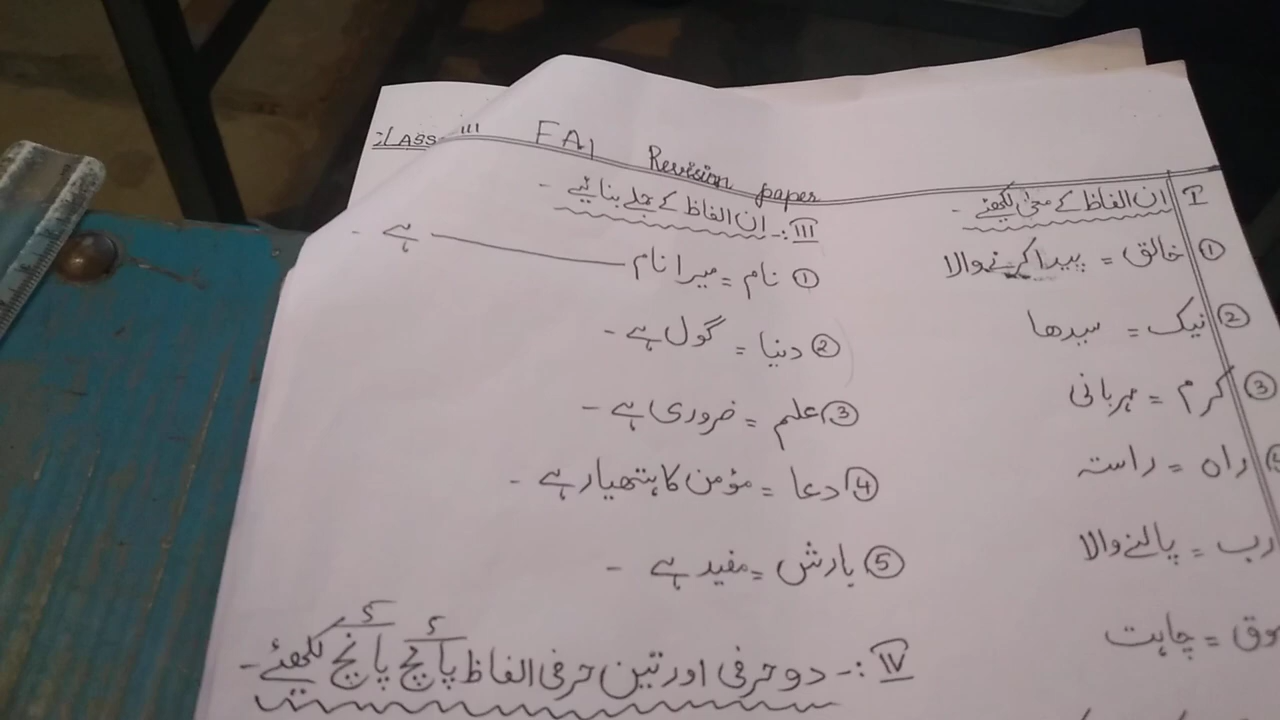 CLASS III FA1 Revision paper
I ان الفاظ کے معنی لکھئے۔
① خالق = پیدا کرنے والا
② نیک = سیدھا
③ کرم = مہربانی
④ راہ = راستہ
رب = پالنے والا
= چاہت
III :۔ ان الفاظ کے جملے بنائیے ۔
① نام = میرا نام ______ ہے ۔
② دنیا = گول ہے ۔
③ علم = ضروری ہے ۔
④ دعا = مؤمن کا ہتھیار ہے ۔
⑤ بارش = مفید ہے ۔
IV :۔ دو حرفی اور تین حرفی الفاظ پانچ پانچ لکھئے ۔